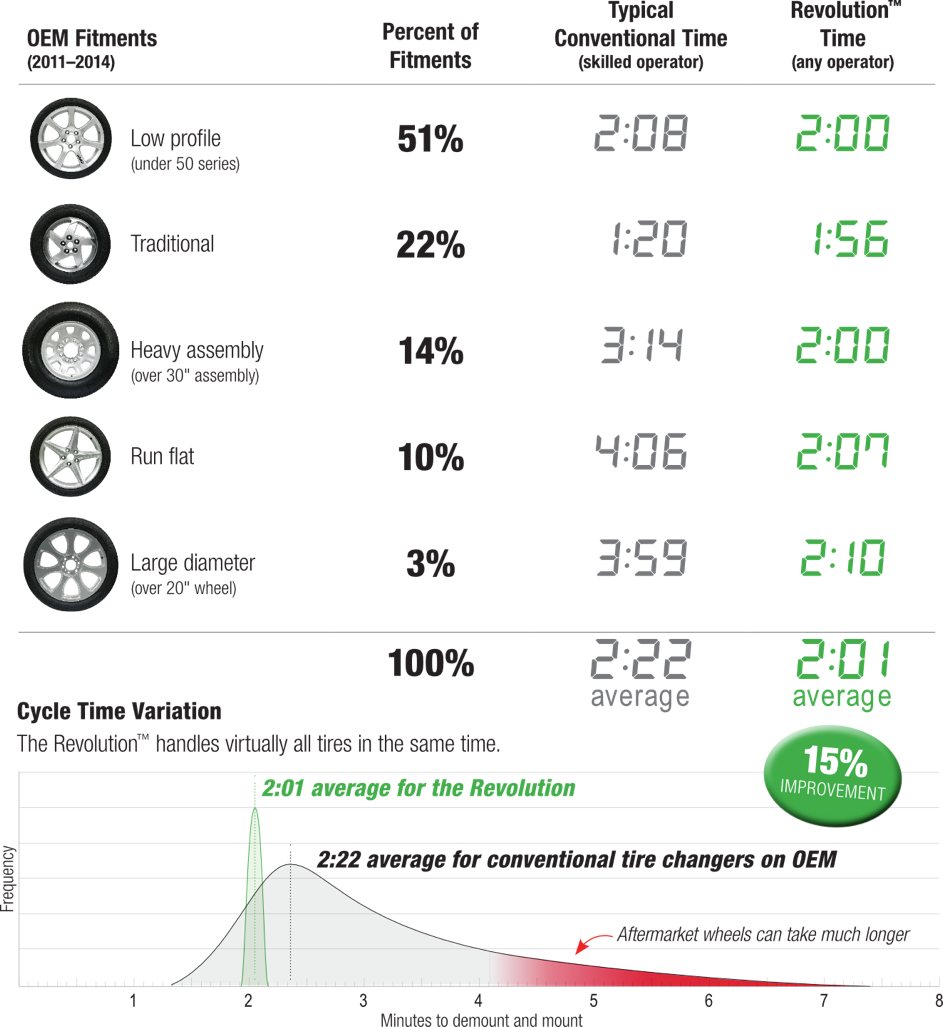 OEM Fitments
(2011–2014)
Percent of
Fitments
Typical
Conventional Time
(skilled operator)
Revolution™
Time
(any operator)
Low profile
(under 50 series)
51%
2:08
2:00
Traditional
22%
1:20
1:56
Heavy assembly
(over 30" assembly)
14%
3:14
2:00
Run flat
10%
4:06
2:07
Large diameter
(over 20" wheel)
3%
3:59
2:10
100%
2:22
average
2:01
average
Cycle Time Variation
The Revolution™ handles virtually all tires in the same time.
15%
IMPROVEMENT
2:01 average for the Revolution
2:22 average for conventional tire changers on OEM
Aftermarket wheels can take much longer
Frequency
1 2 3 4 5 6 7 8
Minutes to demount and mount